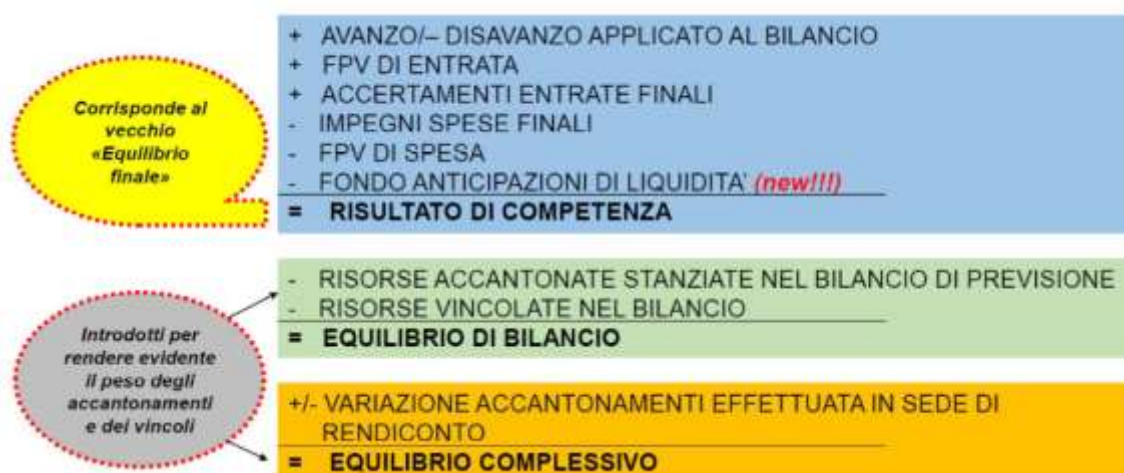 Corrisponde al
vecchio
«Equilibrio
finale»
+ AVANZO/– DISAVANZO APPLICATO AL BILANCIO
+ FPV DI ENTRATA
+ ACCERTAMENTI ENTRATE FINALI
- IMPEGNI SPESE FINALI
- FPV DI SPESA
- FONDO ANTICIPAZIONI DI LIQUIDITA' (new!!!)
= RISULTATO DI COMPETENZA
Introdotti per
rendere evidente
il peso degli
accantonamenti
e dei vincoli
- RISORSE ACCANTONATE STANZIATE NEL BILANCIO DI PREVISIONE
- RISORSE VINCOLATE NEL BILANCIO
= EQUILIBRIO DI BILANCIO
+/- VARIAZIONE ACCANTONAMENTI EFFETTUATA IN SEDE DI
RENDICONTO
= EQUILIBRIO COMPLESSIVO